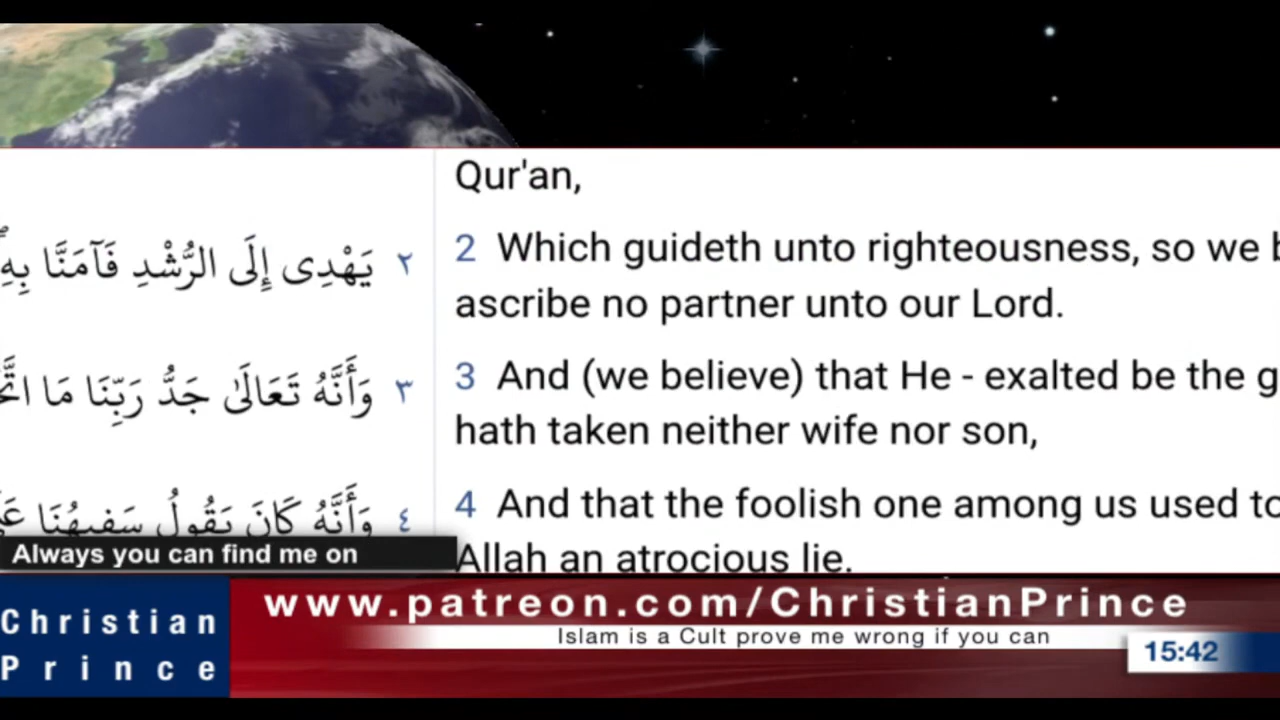 Qur'an,
يَهْدِى إِلَى الرُّشْدِ فَآمَنَّا بِهِ ٢
2 Which guideth unto righteousness, so we
ascribe no partner unto our Lord.
وَأَنَّهُ تَعَالَىٰ جَدُّ رَبِّنَا مَا ٣
3 And (we believe) that He - exalted be the
hath taken neither wife nor son,
وَأَنَّهُ كَانَ يَقُولُ سَفِيهُنَا ٤
4 And that the foolish one among us used to
Allah an atrocious lie.
Always you can find me on
Christian
Prince
www.patreon.com/ChristianPrince
Islam is a Cult prove me wrong if you can
15:42